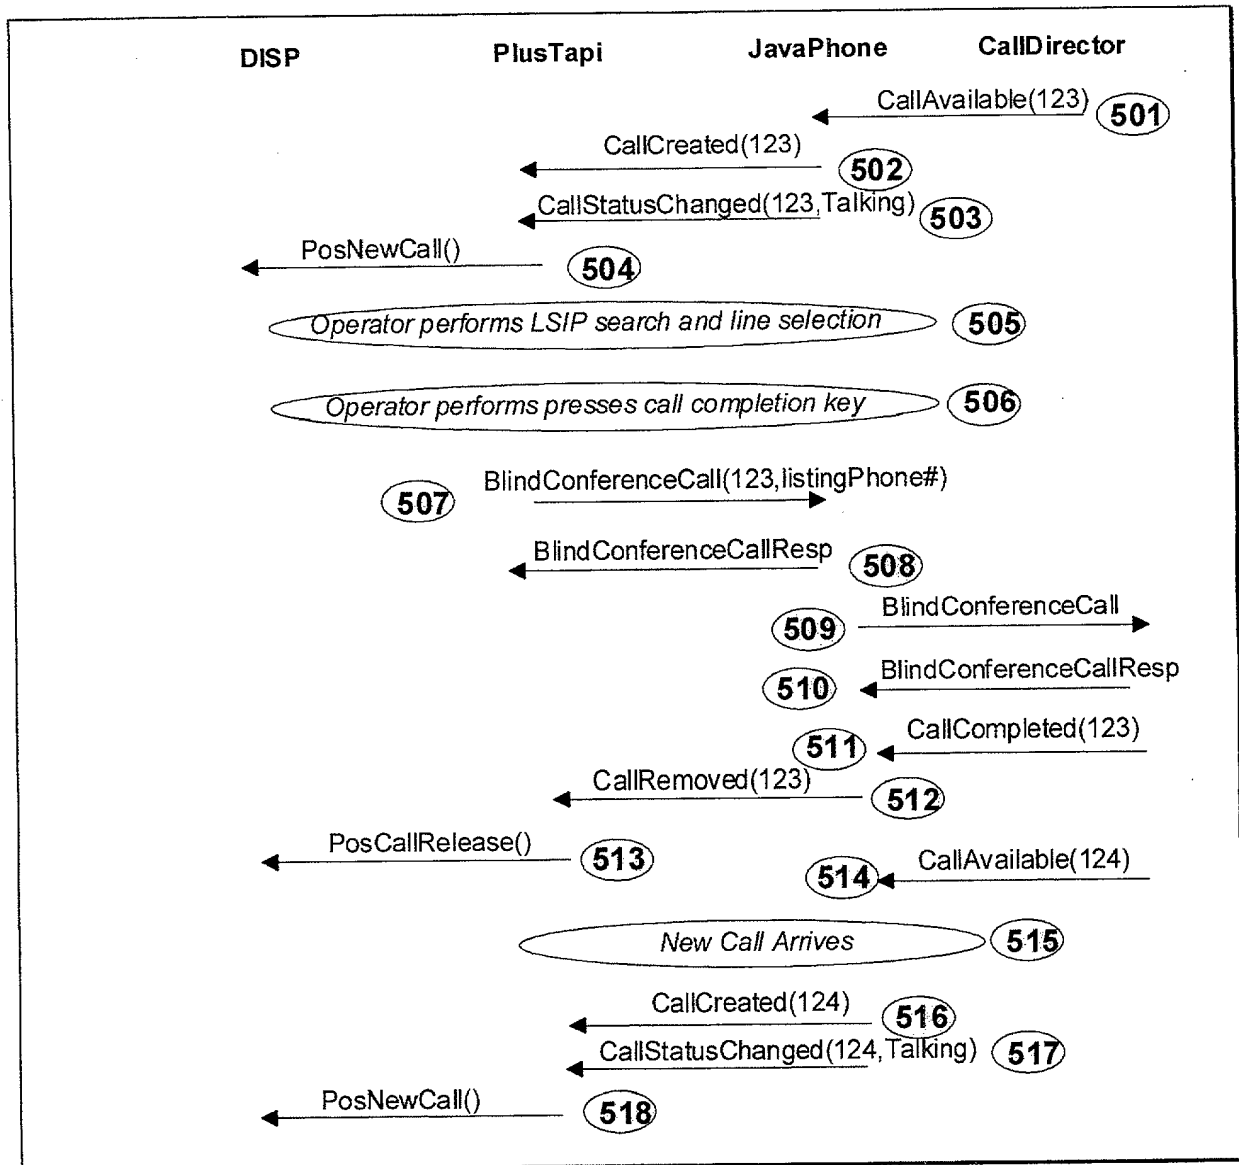 DISP PlusTapi JavaPhone CallDirector
CallAvailable(123) 501
CallCreated(123) 502
CallStatusChanged(123,Talking) 503
PosNewCall() 504
Operator performs LSIP search and line selection 505
Operator performs presses call completion key 506
507 BlindConferenceCall(123,listingPhone#)
BlindConferenceCallResp 508
509 BlindConferenceCall
510 BlindConferenceCallResp
511 CallCompleted(123)
CallRemoved(123) 512
PosCallRelease() 513
514 CallAvailable(124)
New Call Arrives 515
CallCreated(124) 516
CallStatusChanged(124,Talking) 517
PosNewCall() 518